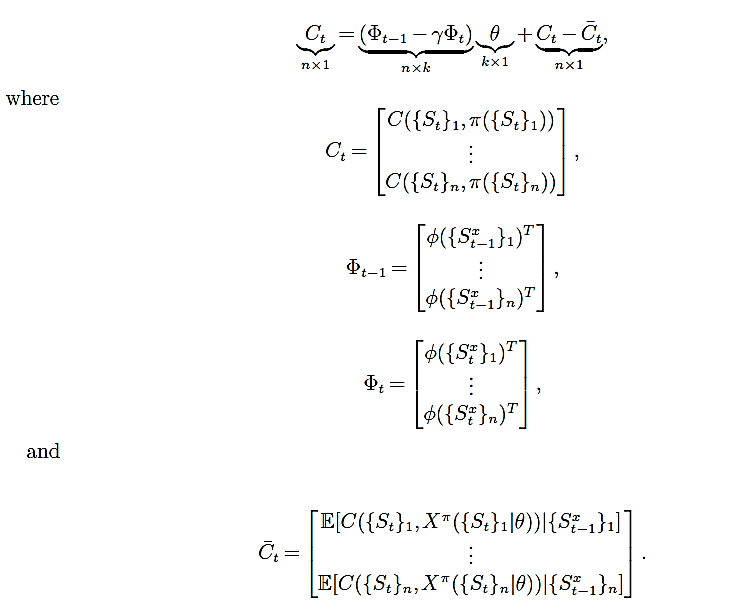 C_t = (Φ_{t−1} − γΦ_t) θ + C_t − C̄_t,
n×1 n×k k×1 n×1
where
C_t = [C({S_t}_1, π({S_t}_1)) ⋮ C({S_t}_n, π({S_t}_n))],
Φ_{t−1} = [ϕ({S^x_{t−1}}_1)^T ⋮ ϕ({S^x_{t−1}}_n)^T],
Φ_t = [ϕ({S^x_t}_1)^T ⋮ ϕ({S^x_t}_n)^T],
and
C̄_t = [𝔼[C({S_t}_1, X^π({S_t}_1|θ))|{S^x_{t−1}}_1] ⋮ 𝔼[C({S_t}_n, X^π({S_t}_n|θ))|{S^x_{t−1}}_n]].